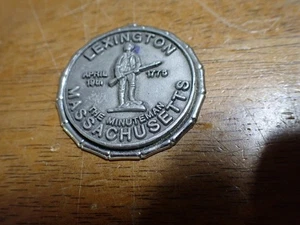 LEXINGTON
APRIL 1775
19th
THE MINUTEMAN
MASSACHUSETTS